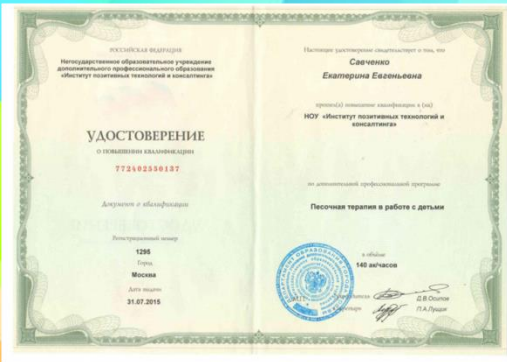 РОССИЙСКАЯ ФЕДЕРАЦИЯ
Негосударственное образовательное учреждение
дополнительного профессионального образования
«Институт позитивных технологий и консалтинга»
УДОСТОВЕРЕНИЕ
О ПОВЫШЕНИИ КВАЛИФИКАЦИИ
772402550137
Документ о квалификации
Регистрационный номер
1295
Город
Москва
Дата выдачи
31.07.2015
Настоящее удостоверение свидетельствует о том, что
Савченко
Екатерина Евгеньевна
прошел(а) повышение квалификации в (на)
НОУ «Институт позитивных технологий и
консалтинга»
по дополнительной профессиональной программе
Песочная терапия в работе с детьми
в объёме
140 ак/часов
Д.В.Осипов